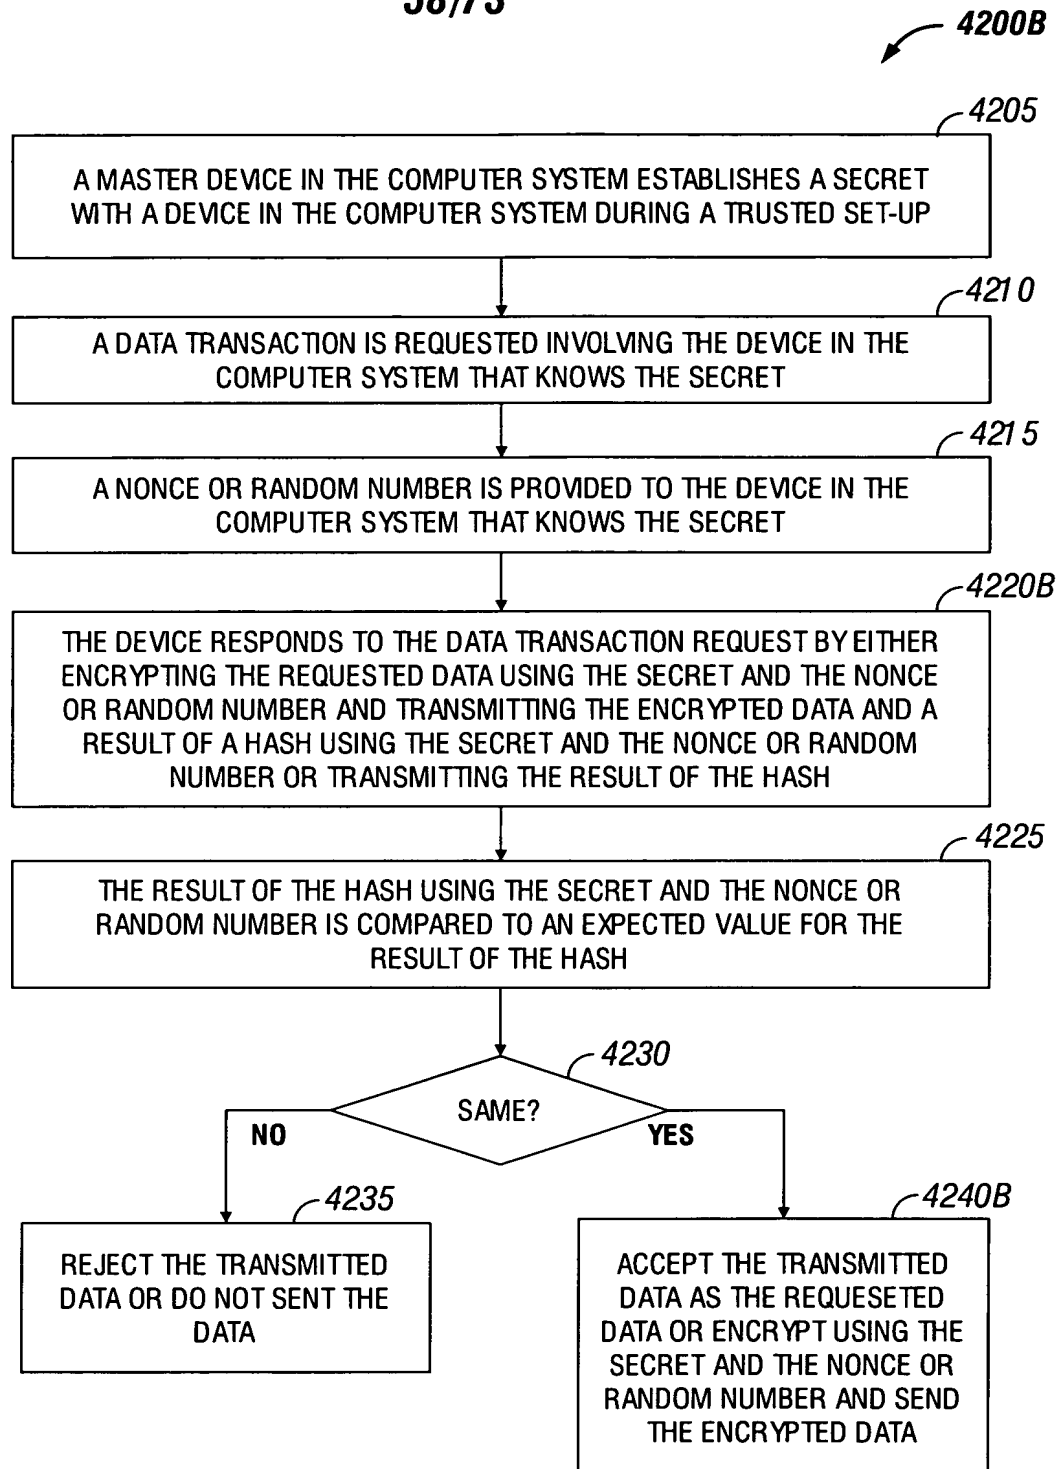 58/73
4200B
4205
A MASTER DEVICE IN THE COMPUTER SYSTEM ESTABLISHES A SECRET
WITH A DEVICE IN THE COMPUTER SYSTEM DURING A TRUSTED SET-UP
4210
A DATA TRANSACTION IS REQUESTED INVOLVING THE DEVICE IN THE
COMPUTER SYSTEM THAT KNOWS THE SECRET
4215
A NONCE OR RANDOM NUMBER IS PROVIDED TO THE DEVICE IN THE
COMPUTER SYSTEM THAT KNOWS THE SECRET
4220B
THE DEVICE RESPONDS TO THE DATA TRANSACTION REQUEST BY EITHER
ENCRYPTING THE REQUESTED DATA USING THE SECRET AND THE NONCE
OR RANDOM NUMBER AND TRANSMITTING THE ENCRYPTED DATA AND A
RESULT OF A HASH USING THE SECRET AND THE NONCE OR RANDOM
NUMBER OR TRANSMITTING THE RESULT OF THE HASH
4225
THE RESULT OF THE HASH USING THE SECRET AND THE NONCE OR
RANDOM NUMBER IS COMPARED TO AN EXPECTED VALUE FOR THE
RESULT OF THE HASH
4230
SAME?
NO
YES
4235
REJECT THE TRANSMITTED
DATA OR DO NOT SENT THE
DATA
4240B
ACCEPT THE TRANSMITTED
DATA AS THE REQUESETED
DATA OR ENCRYPT USING THE
SECRET AND THE NONCE OR
RANDOM NUMBER AND SEND
THE ENCRYPTED DATA